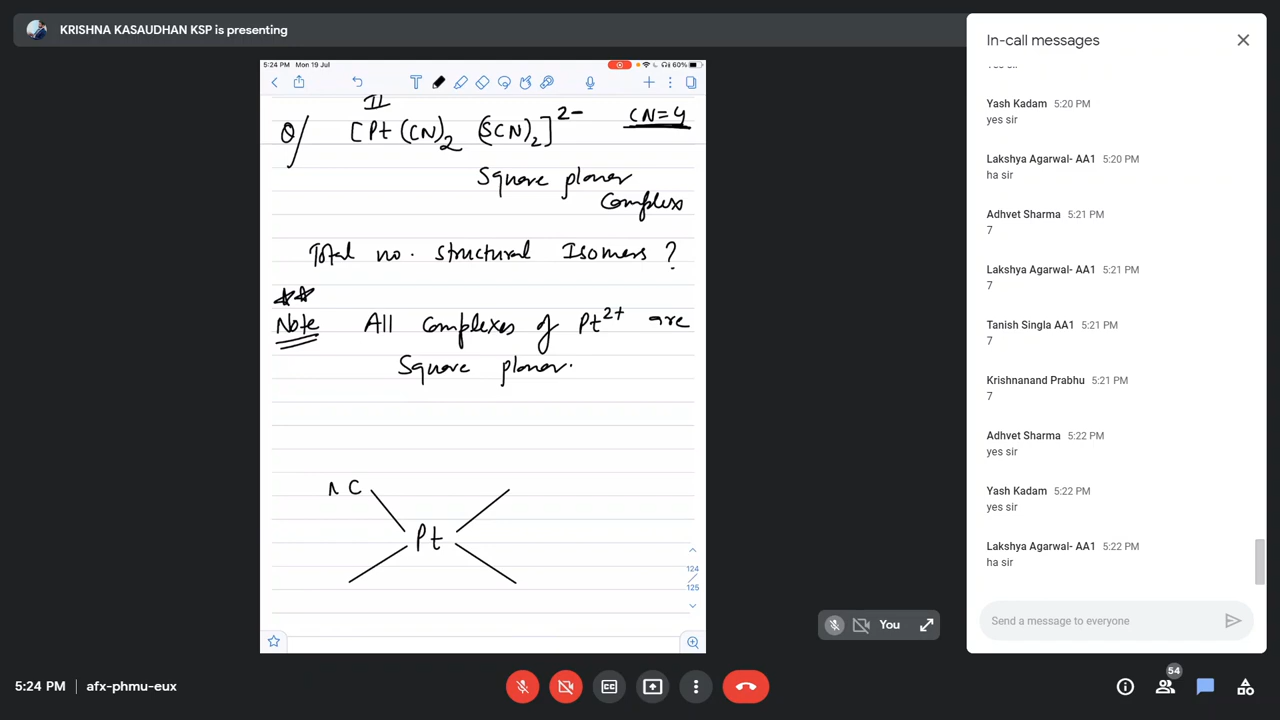 KRISHNA KASAUDHAN KSP is presenting
5:24 PM Mon 19 Jul
60%
T
II
Q/ [Pt (CN)2 (SCN)2]2- CN=4
Square planer
Complex
Total no. structural Isomers ?
**
Note All Complexes of Pt2+ are
Square planer.
NC
Pt
124
125
In-call messages
Yash Kadam 5:20 PM
yes sir
Lakshya Agarwal- AA1 5:20 PM
ha sir
Adhvet Sharma 5:21 PM
7
Lakshya Agarwal- AA1 5:21 PM
7
Tanish Singla AA1 5:21 PM
7
Krishnanand Prabhu 5:21 PM
7
Adhvet Sharma 5:22 PM
yes sir
Yash Kadam 5:22 PM
yes sir
Lakshya Agarwal- AA1 5:22 PM
ha sir
Send a message to everyone
You
5:24 PM | afx-phmu-eux
CC
54